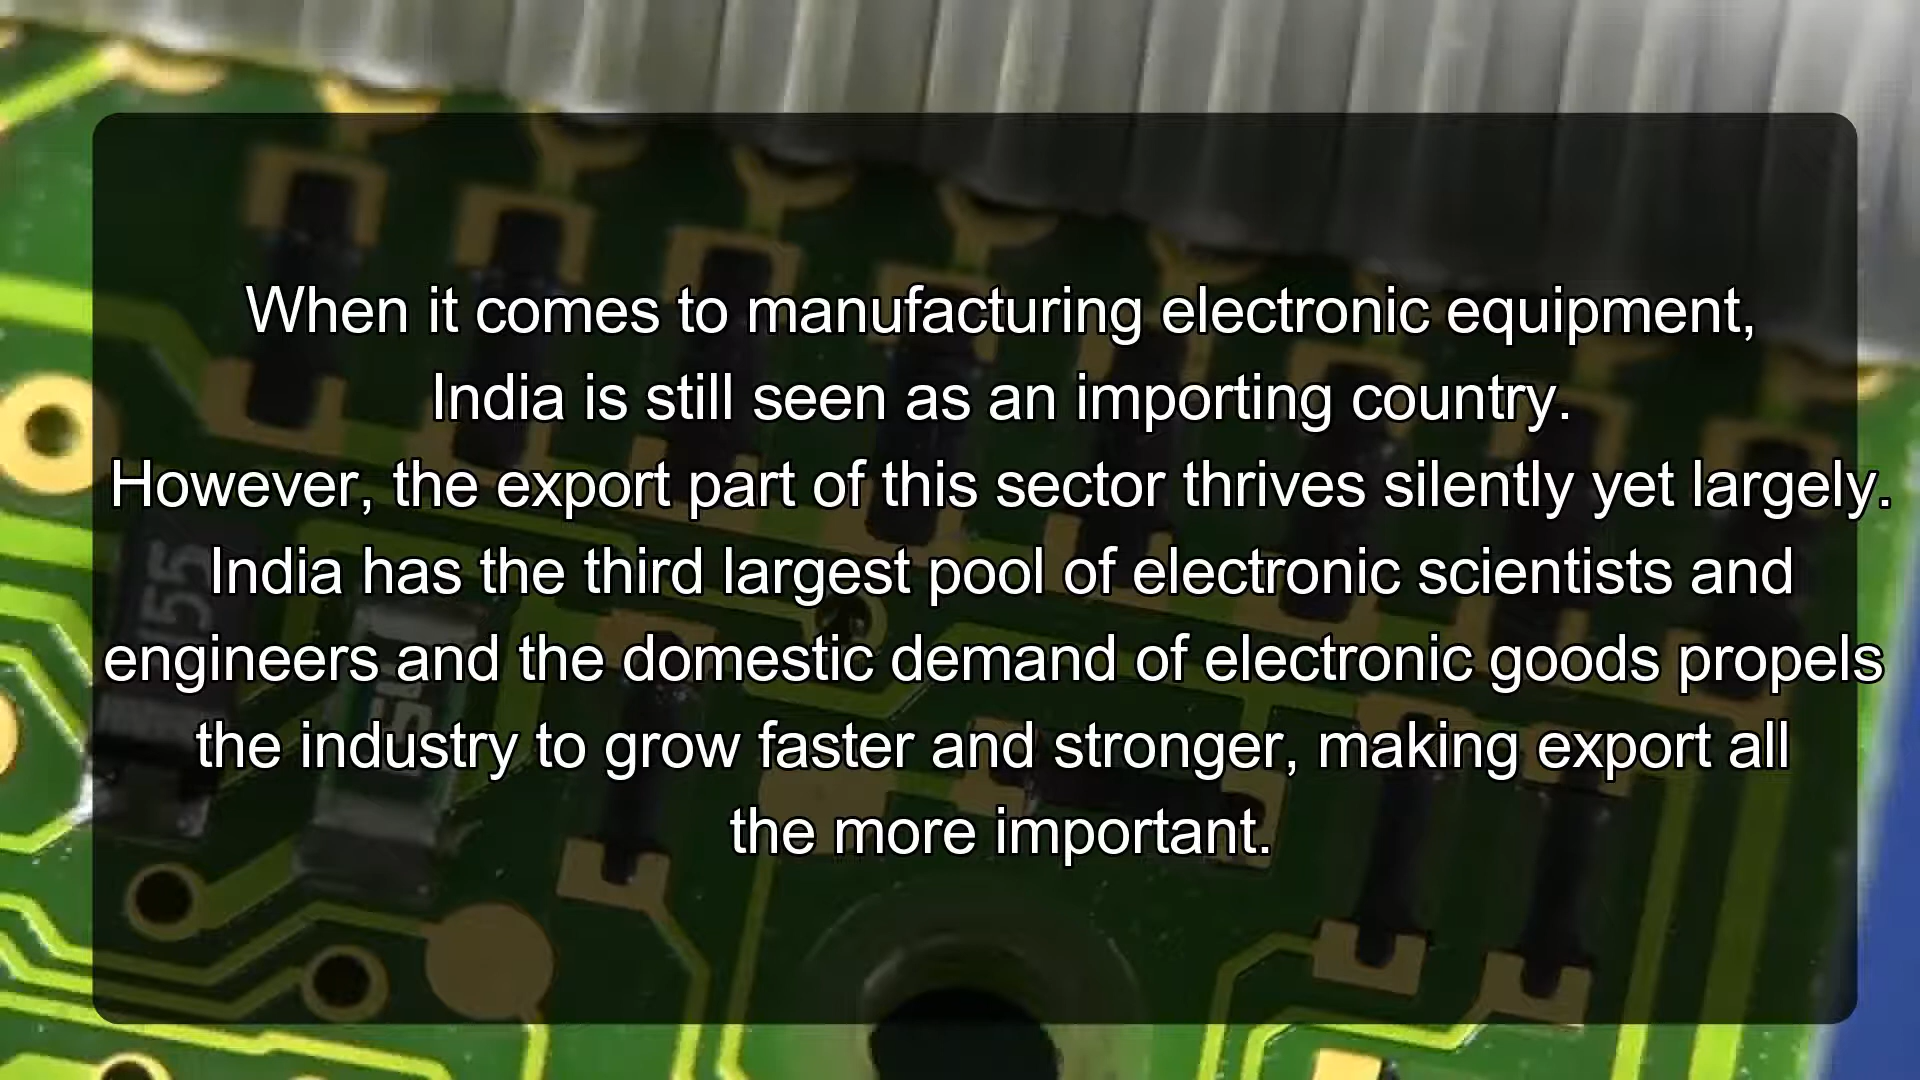 When it comes to manufacturing electronic equipment,
India is still seen as an importing country.
However, the export part of this sector thrives silently yet largely.
India has the third largest pool of electronic scientists and
engineers and the domestic demand of electronic goods propels
the industry to grow faster and stronger, making export all
the more important.
155